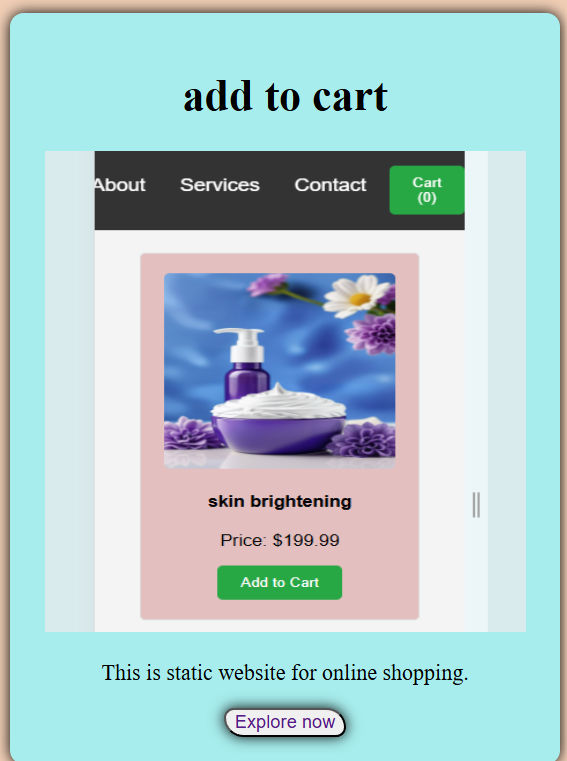 add to cart
About Services Contact Cart
(0)
skin brightening
Price: $199.99
Add to Cart
This is static website for online shopping.
Explore now